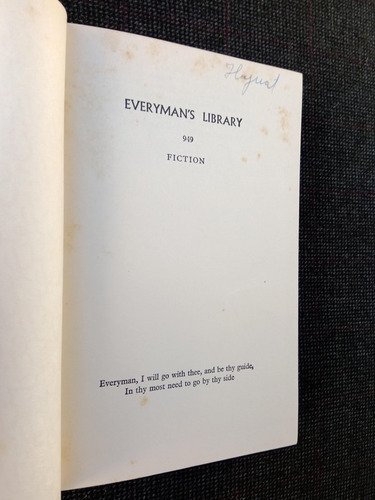 EVERYMAN'S LIBRARY
949
FICTION
Everyman, I will go with thee, and be thy guide,
In thy most need to go by thy side